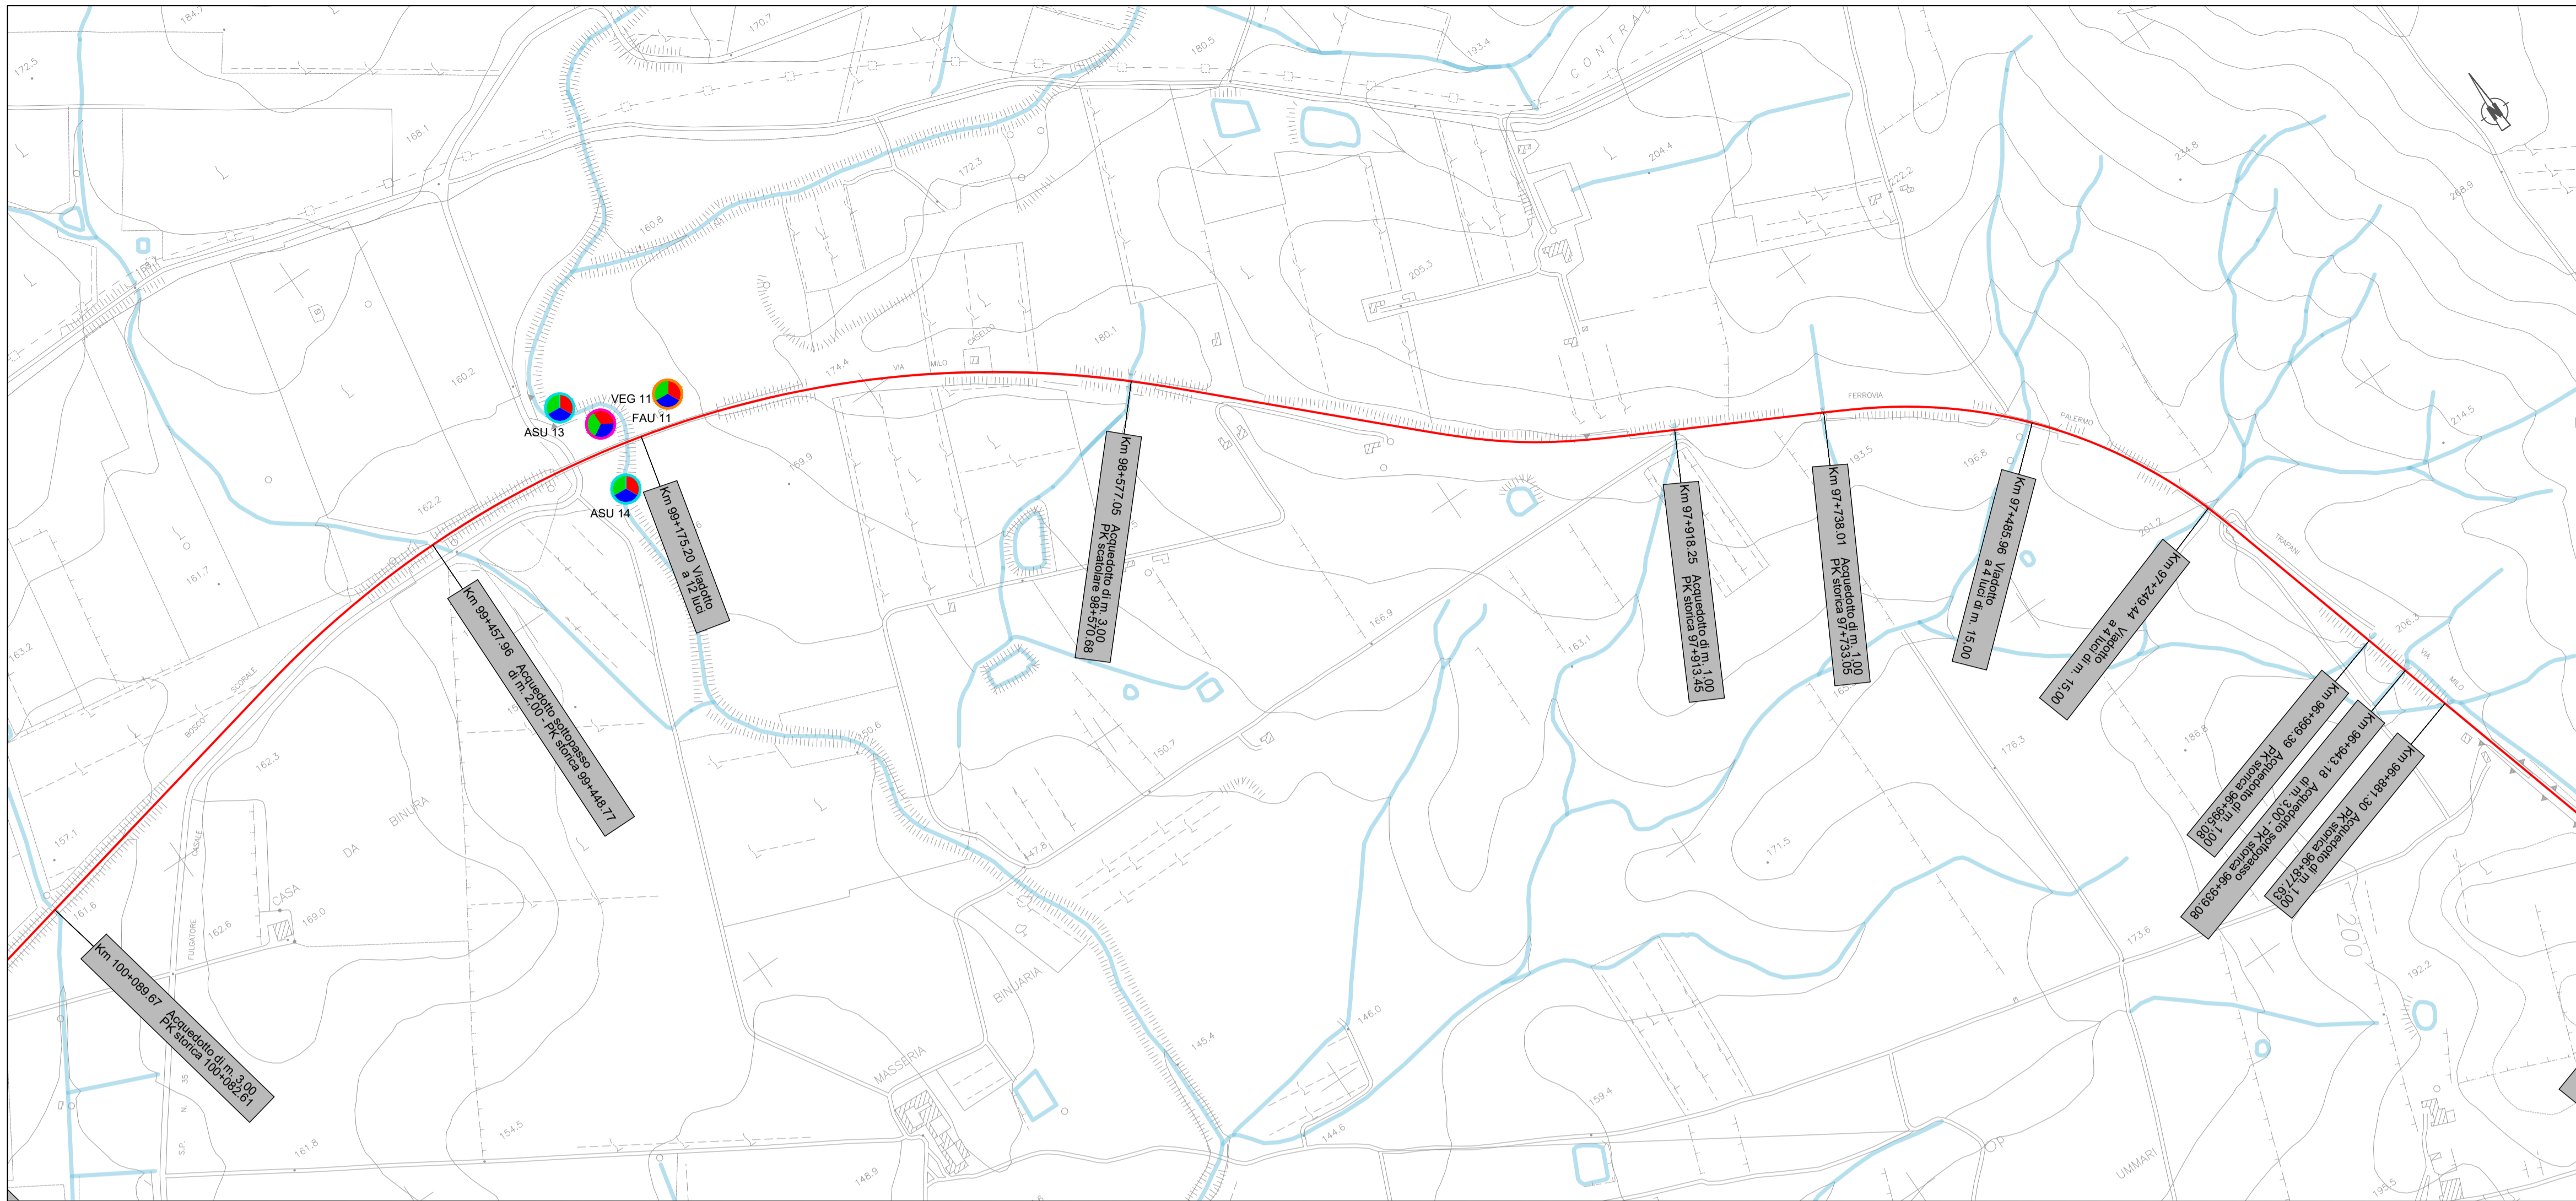 184.7
170.7
180.5
193.4
CONTRAD
172.5
168.1
172.3
204.4
234.8
222.2
268.9
160.8
205.3
N
160.2
174.4
VIA
MILO
CASELLO
180.1
FERROVIA
PALERMO
214.5
VEG 11
FAU 11
ASU 13
ASU 14
162.2
161.7
163.2
169.9
193.5
196.8
201.2
TRAPANI
206.3
VIA
MILO
Km 99+175.20 Viadotto
a 12 luci
Km 98+577.05 Acquedotto di m. 3,00
PK scatolare 98+570.68
Km 97+918.25 Acquedotto di m. 1,00
PK storica 97+913.45
Km 97+738.01 Acquedotto di m. 1,00
PK storica 97+733.05
Km 97+485.96 Viadotto
a 4 luci di m. 15,00
Km 97+249.44 Viadotto
a 4 luci di m. 15,00
Km 96+999.39 Acquedotto di m. 1,00
PK storica 96+995.08
Km 96+943.18 Acquedotto sottopasso
di m. 3,00 - PK storica 96+939.08
Km 96+881.30 Acquedotto di m. 1,00
PK storica 96+877.63
Km 99+457.96 Acquedotto sottopasso
di m. 2,00 - PK storica 99+448.77
Km 100+089.67 Acquedotto di m. 3,00
PK storica 100+082.61
BOSCO
SCORALE
166.9
163.1
186.8
176.3
162.3
BINURA
DA
CASA
169.0
157.1
161.6
162.6
FULGATORE
CASALE
S.P. N. 35
150.6
150.7
147.8
171.5
173.6
200
192.2
BINUARIA
MASSERIA
145.4
146.0
159.4
144.6
154.5
161.8
148.9
UMMARI
195.5